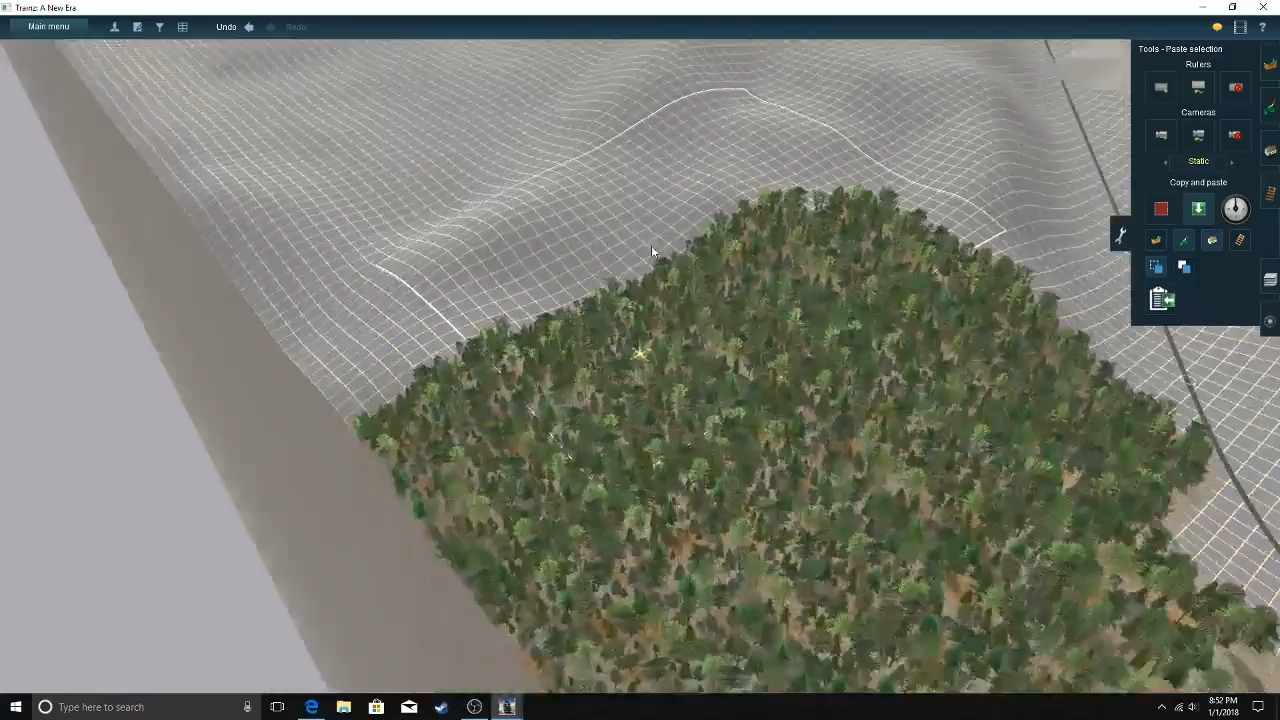 Trainz: A New Era
Main menu
Undo
Redo
Tools - Paste selection
Rulers
Cameras
Static
Copy and paste
Type here to search
8:52 PM
1/1/2018